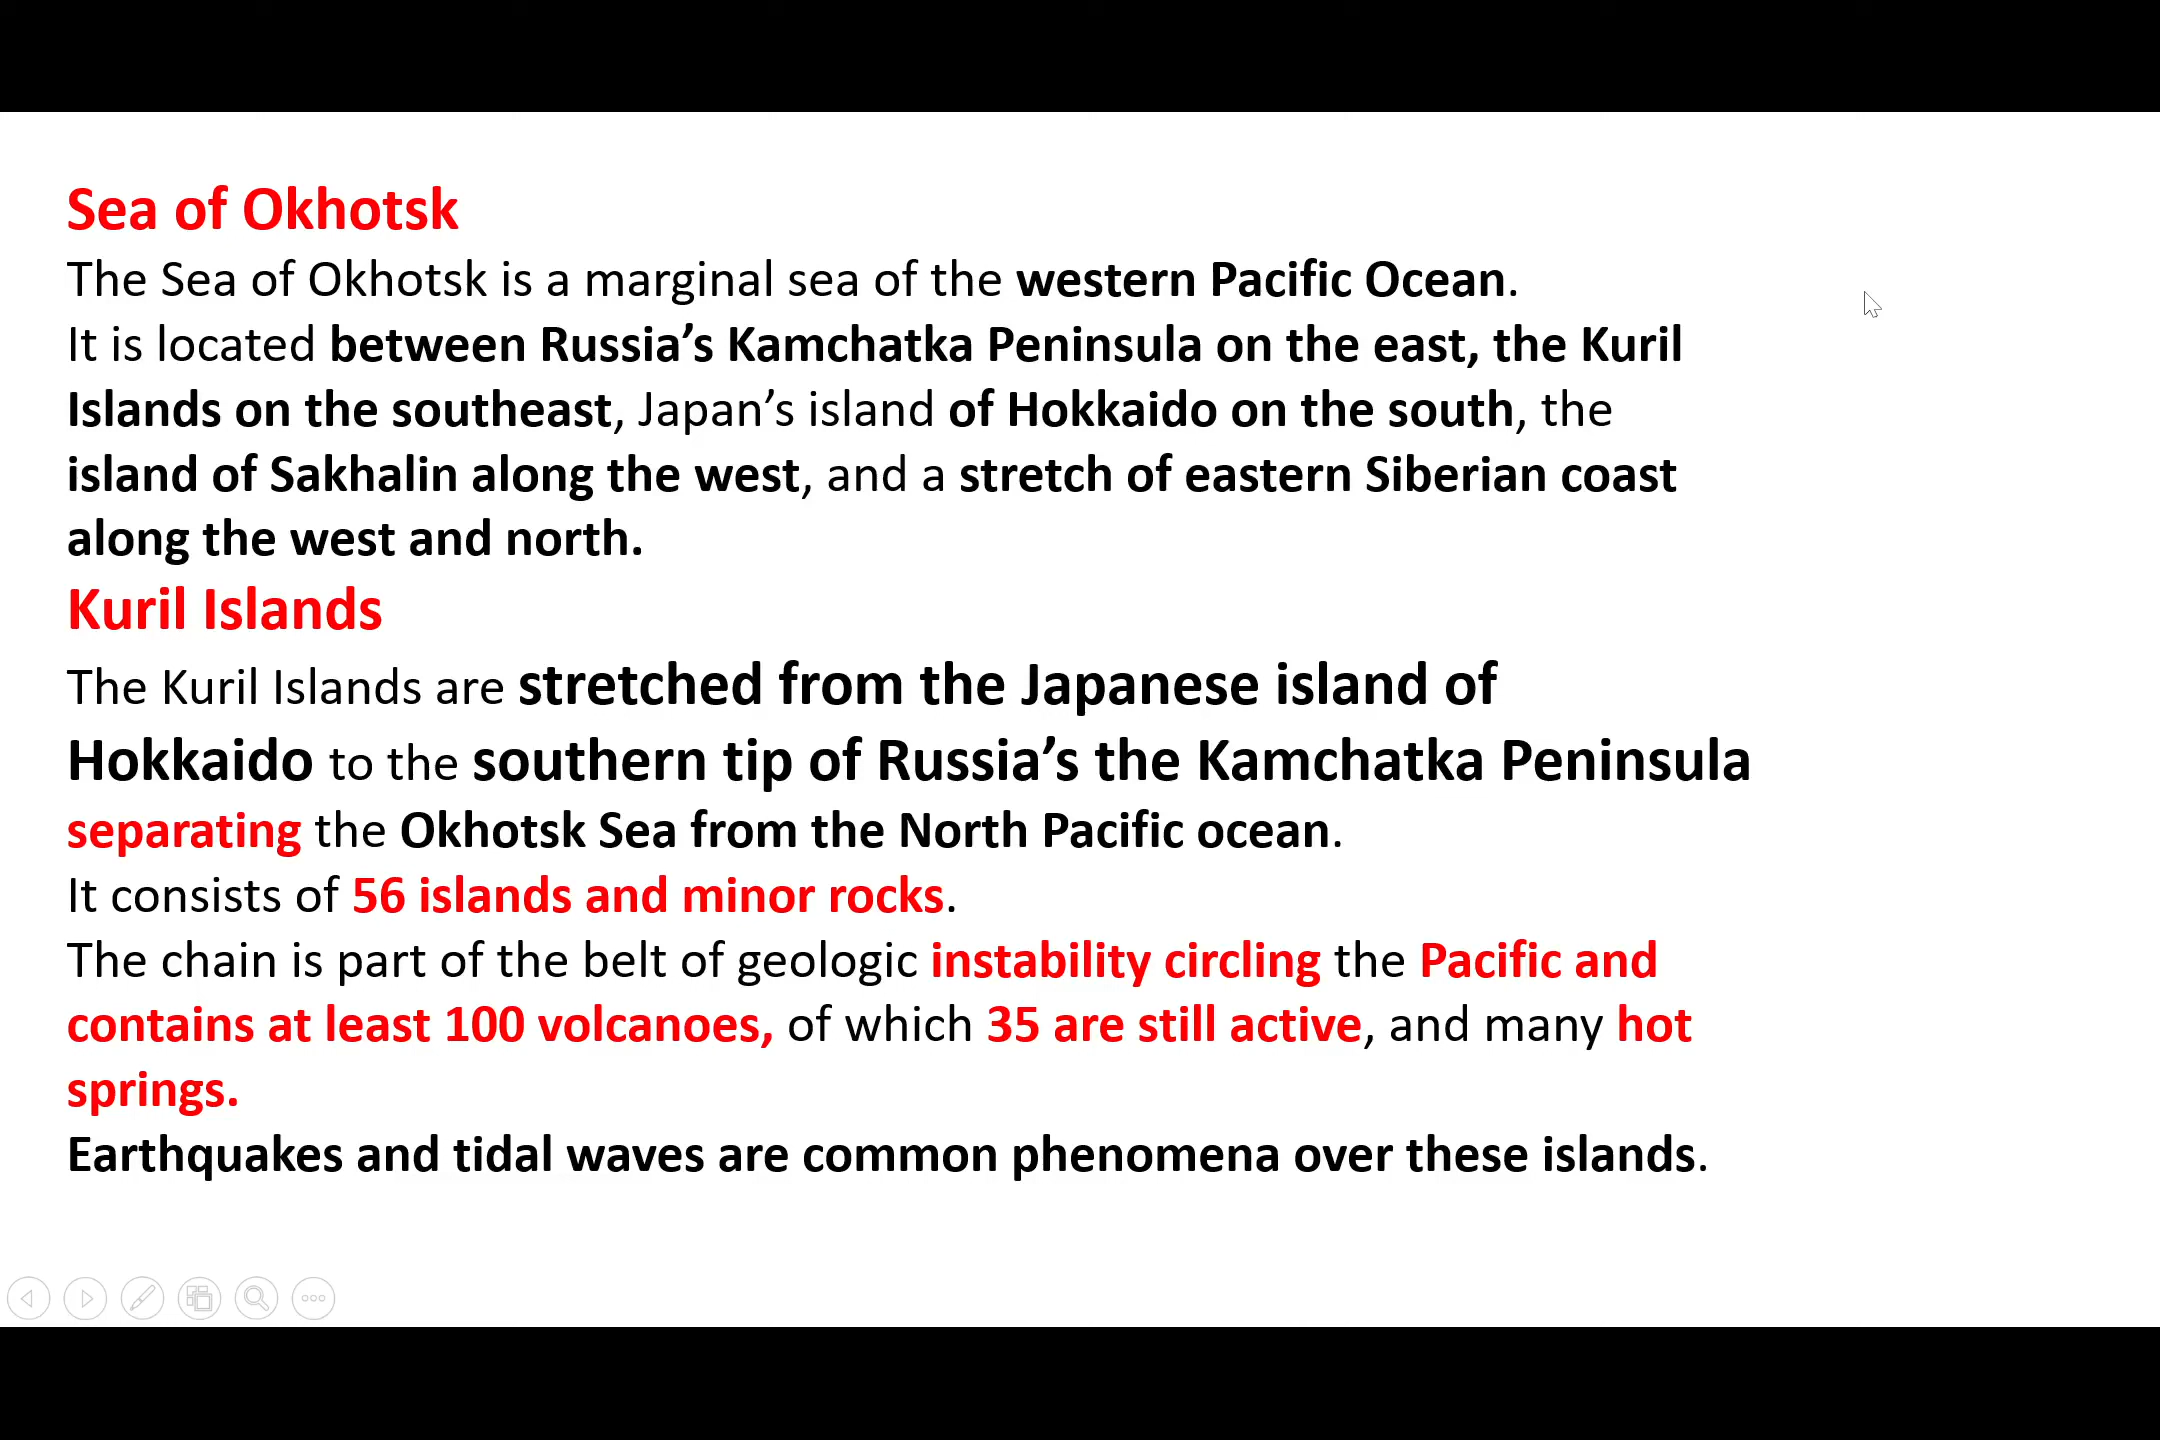 Sea of Okhotsk
The Sea of Okhotsk is a marginal sea of the western Pacific Ocean.
It is located between Russia’s Kamchatka Peninsula on the east, the Kuril
Islands on the southeast, Japan’s island of Hokkaido on the south, the
island of Sakhalin along the west, and a stretch of eastern Siberian coast
along the west and north.
Kuril Islands
The Kuril Islands are stretched from the Japanese island of
Hokkaido to the southern tip of Russia’s the Kamchatka Peninsula
separating the Okhotsk Sea from the North Pacific ocean.
It consists of 56 islands and minor rocks.
The chain is part of the belt of geologic instability circling the Pacific and
contains at least 100 volcanoes, of which 35 are still active, and many hot
springs.
Earthquakes and tidal waves are common phenomena over these islands.